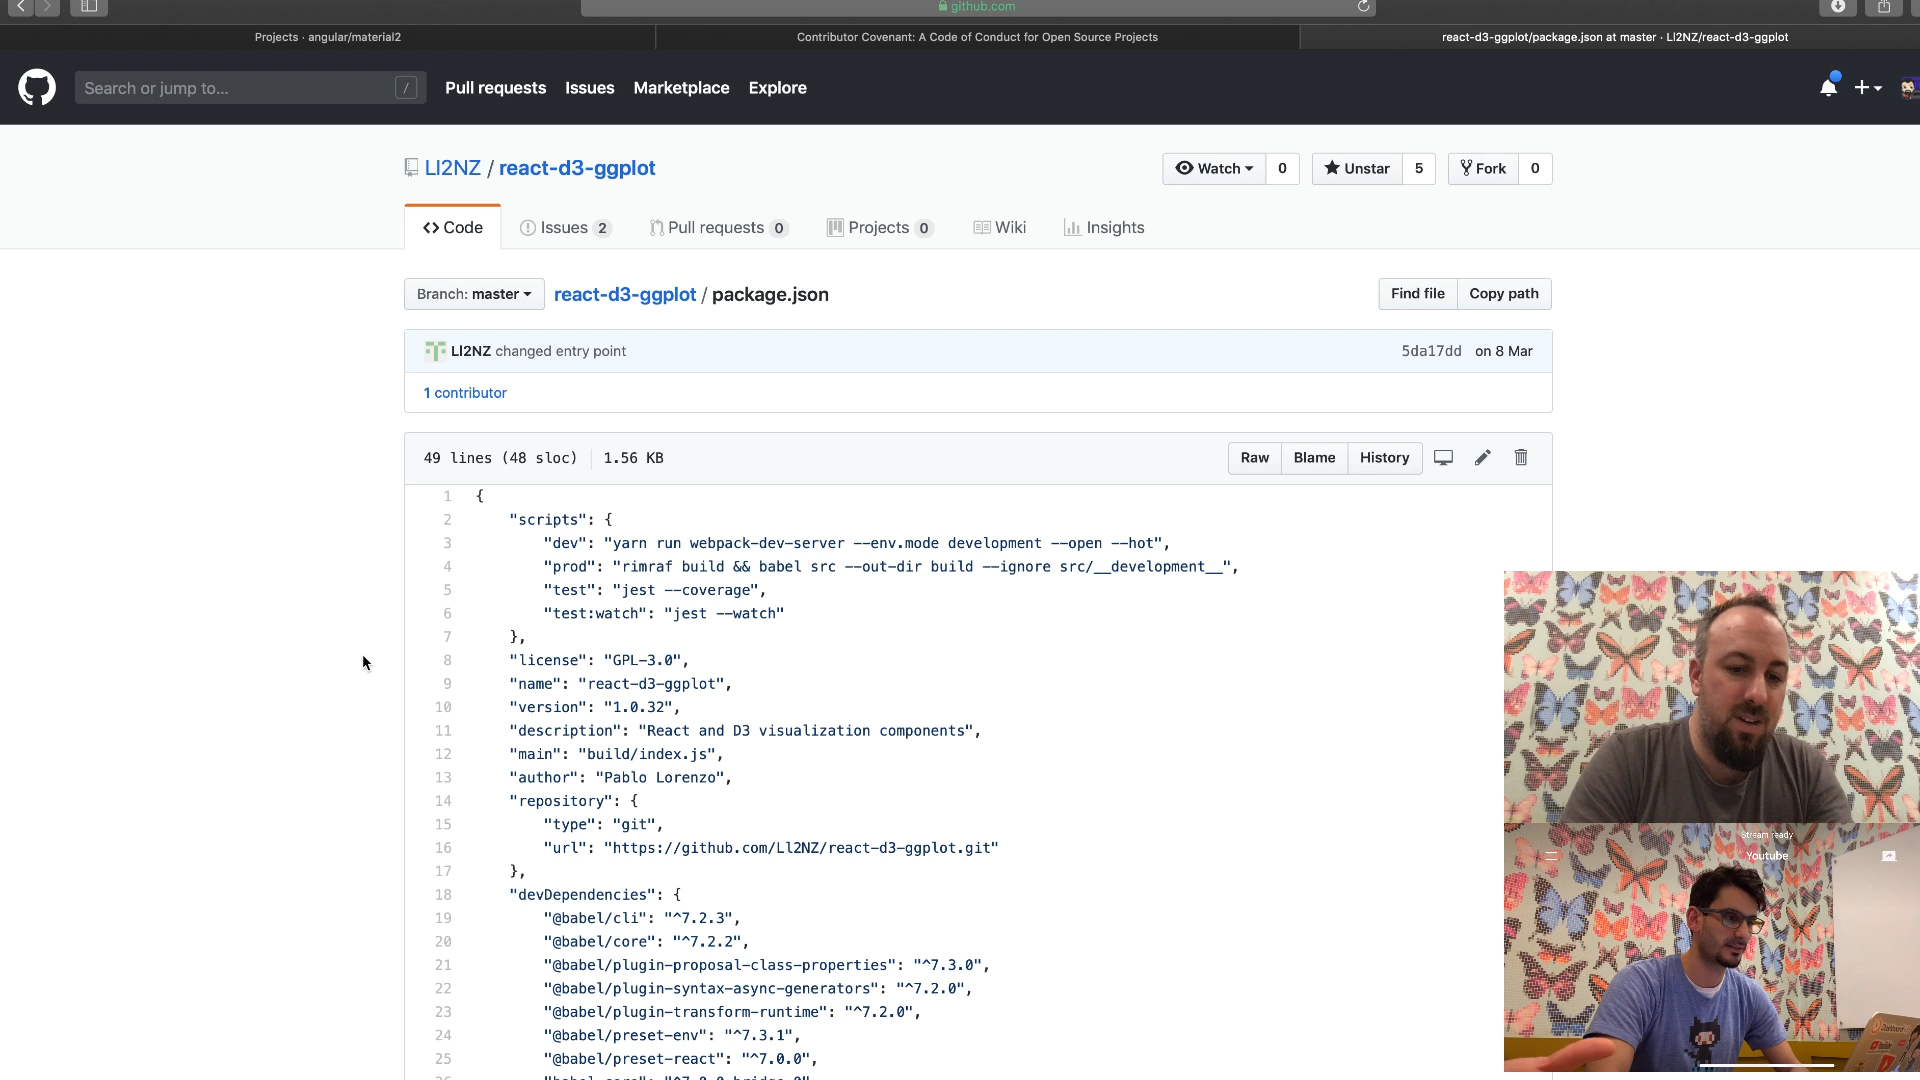 github.com
Projects · angular/material2
Contributor Covenant: A Code of Conduct for Open Source Projects
react-d3-ggplot/package.json at master · Ll2NZ/react-d3-ggplot
Search or jump to... /
Pull requests Issues Marketplace Explore
Ll2NZ / react-d3-ggplot
Watch 0
Unstar 5
Fork 0
Code
Issues 2
Pull requests 0
Projects 0
Wiki
Insights
Branch: master
react-d3-ggplot / package.json
Find file
Copy path
Ll2NZ changed entry point
5da17dd on 8 Mar
1 contributor
49 lines (48 sloc) 1.56 KB
Raw Blame History
1 {
2 "scripts": {
3 "dev": "yarn run webpack-dev-server --env.mode development --open --hot",
4 "prod": "rimraf build && babel src --out-dir build --ignore src/__development__",
5 "test": "jest --coverage",
6 "test:watch": "jest --watch"
7 },
8 "license": "GPL-3.0",
9 "name": "react-d3-ggplot",
10 "version": "1.0.32",
11 "description": "React and D3 visualization components",
12 "main": "build/index.js",
13 "author": "Pablo Lorenzo",
14 "repository": {
15 "type": "git",
16 "url": "https://github.com/Ll2NZ/react-d3-ggplot.git"
17 },
18 "devDependencies": {
19 "@babel/cli": "^7.2.3",
20 "@babel/core": "^7.2.2",
21 "@babel/plugin-proposal-class-properties": "^7.3.0",
22 "@babel/plugin-syntax-async-generators": "^7.2.0",
23 "@babel/plugin-transform-runtime": "^7.2.0",
24 "@babel/preset-env": "^7.3.1",
25 "@babel/preset-react": "^7.0.0",
Stream ready
Youtube